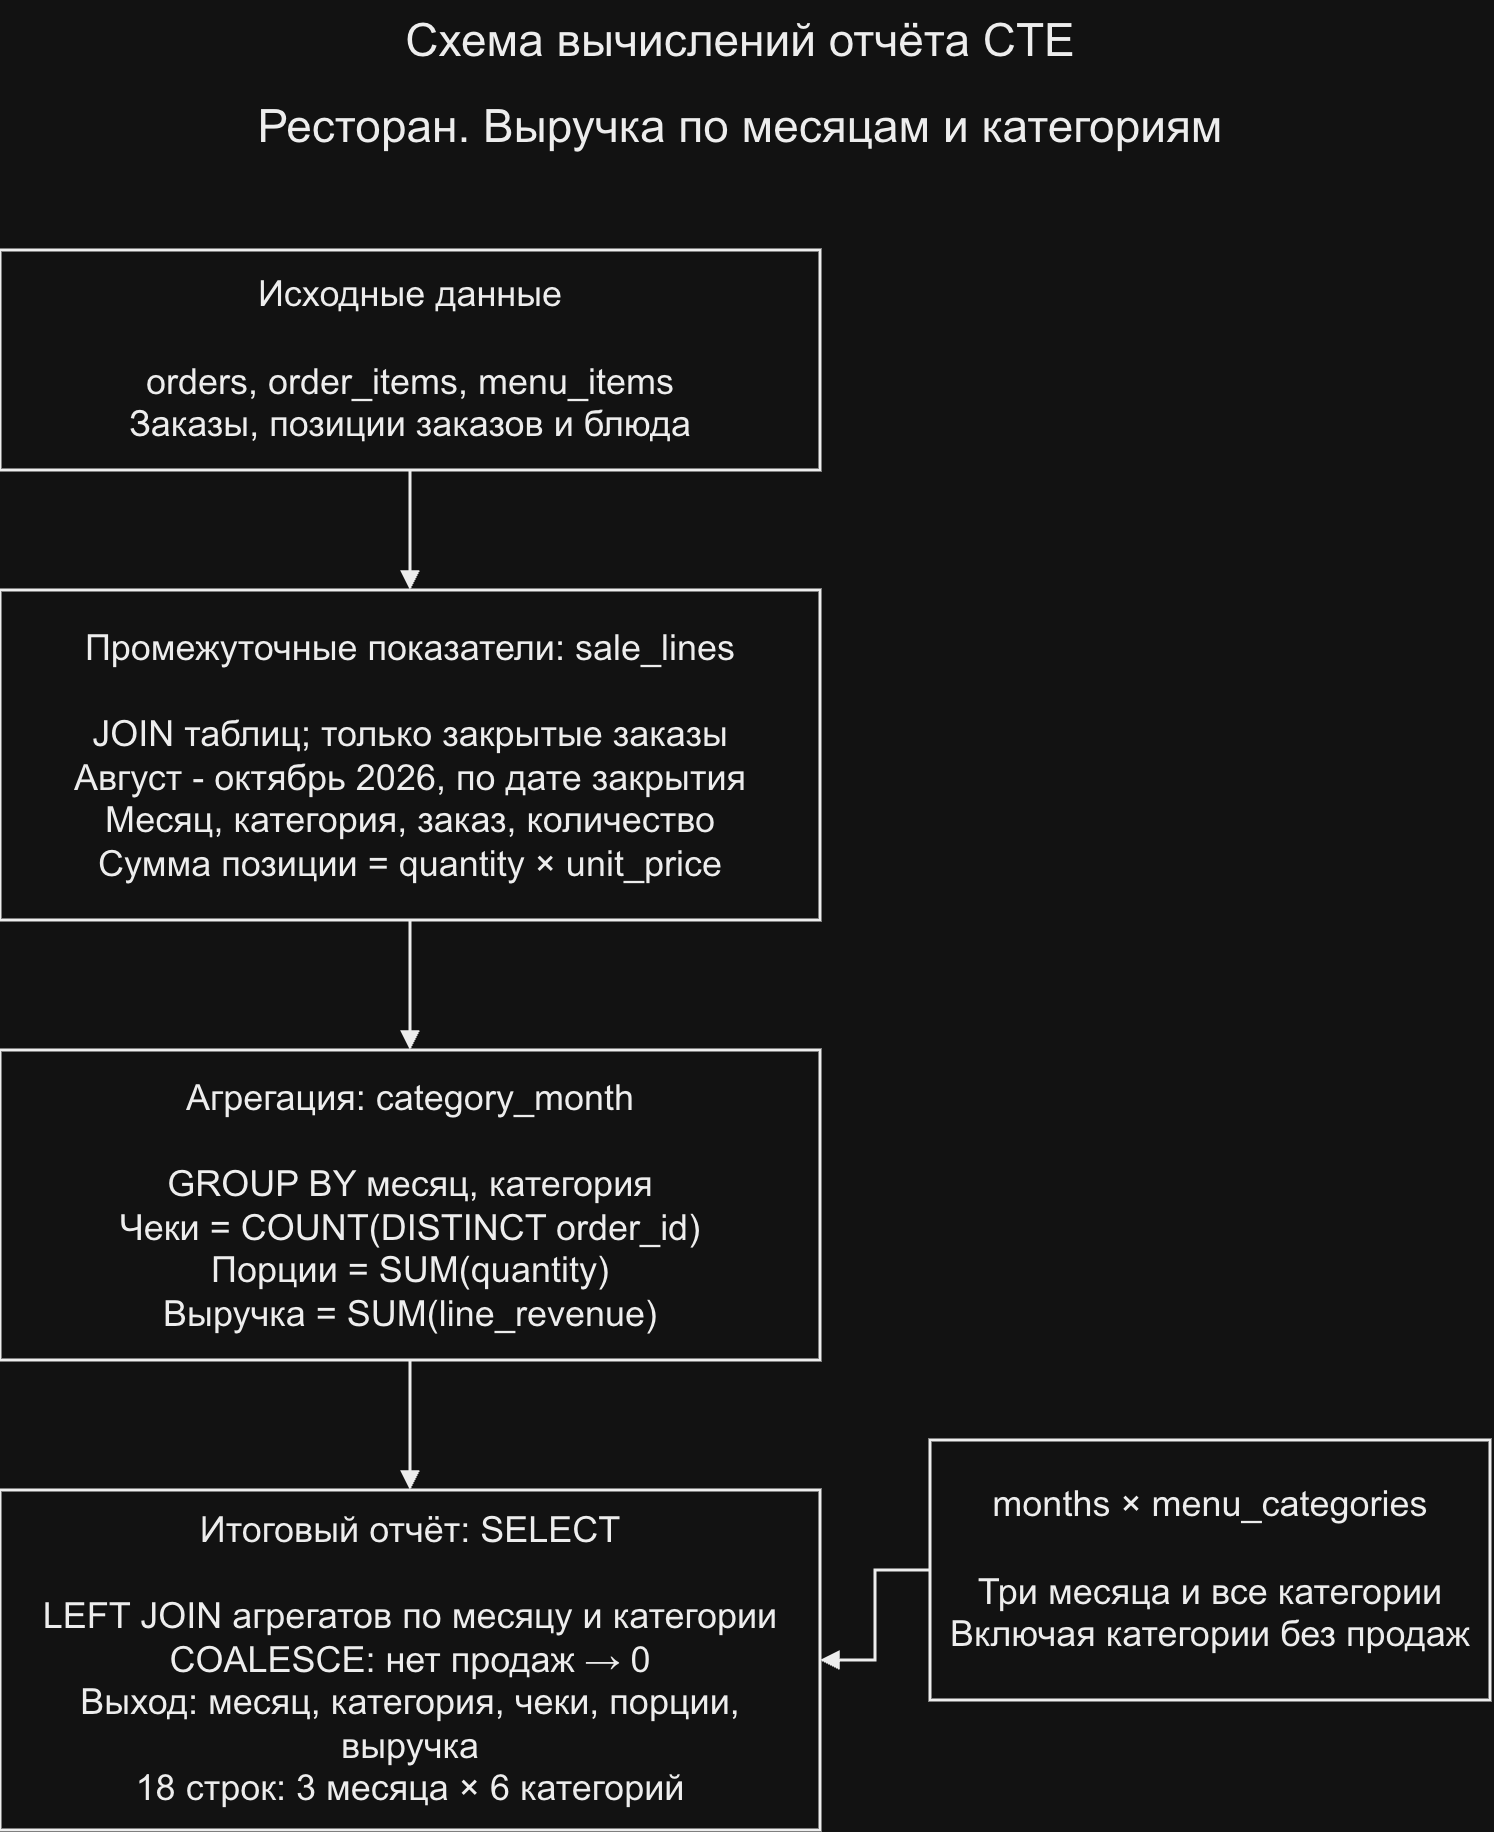 Схема вычислений отчёта CTE
Ресторан. Выручка по месяцам и категориям
Исходные данные
orders, order_items, menu_items
Заказы, позиции заказов и блюда
Промежуточные показатели: sale_lines
JOIN таблиц; только закрытые заказы
Август - октябрь 2026, по дате закрытия
Месяц, категория, заказ, количество
Сумма позиции = quantity × unit_price
Агрегация: category_month
GROUP BY месяц, категория
Чеки = COUNT(DISTINCT order_id)
Порции = SUM(quantity)
Выручка = SUM(line_revenue)
Итоговый отчёт: SELECT
LEFT JOIN агрегатов по месяцу и категории
COALESCE: нет продаж → 0
Выход: месяц, категория, чеки, порции,
выручка
18 строк: 3 месяца × 6 категорий
months × menu_categories
Три месяца и все категории
Включая категории без продаж